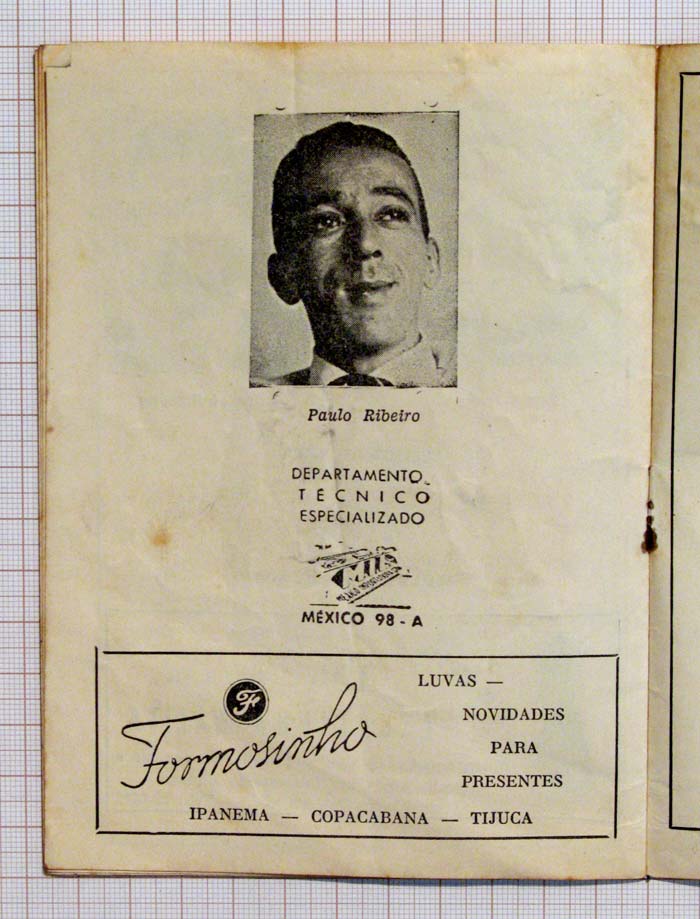 Paulo Ribeiro
DEPARTAMENTO
TÉCNICO
ESPECIALIZADO
MÉXICO 98 - A
LUVAS —
NOVIDADES
PARA
PRESENTES
Formosinho
IPANEMA — COPACABANA — TIJUCA